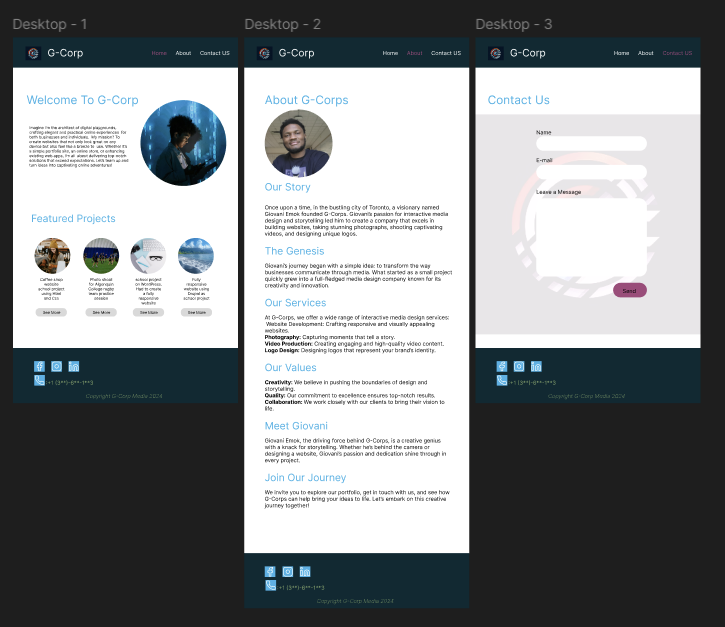 Desktop - 1
G-Corp
Home About Contact US
Welcome To G-Corp
Imagine I'm the architect of digital playgrounds,
crafting elegant and practical online experiences for
both businesses and individuals. My mission? To
create websites that not only look great on any
device but also feel like a breeze to use. Whether it's
a simple portfolio site, an online store, or enhancing
existing web apps, I'm all about delivering top-notch
solutions that exceed expectations. Let's team up and
turn ideas into captivating online adventures!
Featured Projects
Coffee shop
website
school project
using Html
and Css
See More
Photo shoot
for Algonquin
College rugby
team practice
session
See More
school project
on WordPress.
Had to create
a fully
responsive
website
See More
Fully
responsive
website using
Drupal as
school project
See More
+1 (3**)-6**-1**3
Copyright G-Corp Media 2024
Desktop - 2
G-Corp
Home About Contact US
About G-Corps
Our Story
Once upon a time, in the bustling city of Toronto, a visionary named
Giovani Emok founded G-Corps. Giovani's passion for interactive media
design and storytelling led him to create a company that excels in
building websites, taking stunning photographs, shooting captivating
videos, and designing unique logos.
The Genesis
Giovani's journey began with a simple idea: to transform the way
businesses communicate through media. What started as a small project
quickly grew into a full-fledged media design company known for its
creativity and innovation.
Our Services
At G-Corps, we offer a wide range of interactive media design services:
Website Development: Crafting responsive and visually appealing
websites.
Photography: Capturing moments that tell a story.
Video Production: Creating engaging and high-quality video content.
Logo Design: Designing logos that represent your brand's identity.
Our Values
Creativity: We believe in pushing the boundaries of design and
storytelling.
Quality: Our commitment to excellence ensures top-notch results.
Collaboration: We work closely with our clients to bring their vision to
life.
Meet Giovani
Giovani Emok, the driving force behind G-Corps, is a creative genius
with a knack for storytelling. Whether he's behind the camera or
designing a website, Giovani's passion and dedication shine through in
every project.
Join Our Journey
We invite you to explore our portfolio, get in touch with us, and see how
G-Corps can help bring your ideas to life. Let's embark on this creative
journey together!
+1 (3**)-6**-1**3
Copyright G-Corp Media 2024
Desktop - 3
G-Corp
Home About Contact US
Contact Us
Name
E-mail
Leave a Message
Send
+1 (3**)-6**-1**3
Copyright G-Corp Media 2024